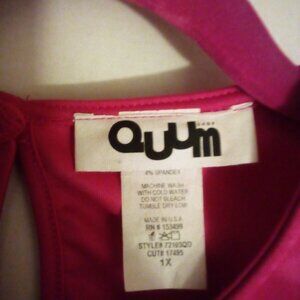 QUUM
4% SPANDEX
MACHINE WASH
WITH COLD WATER
DO NOT BLEACH
TUMBLE DRY LOW
MADE IN U.S.A
RN # 153499
STYLE# 72193QD
CUT# 17495
1X